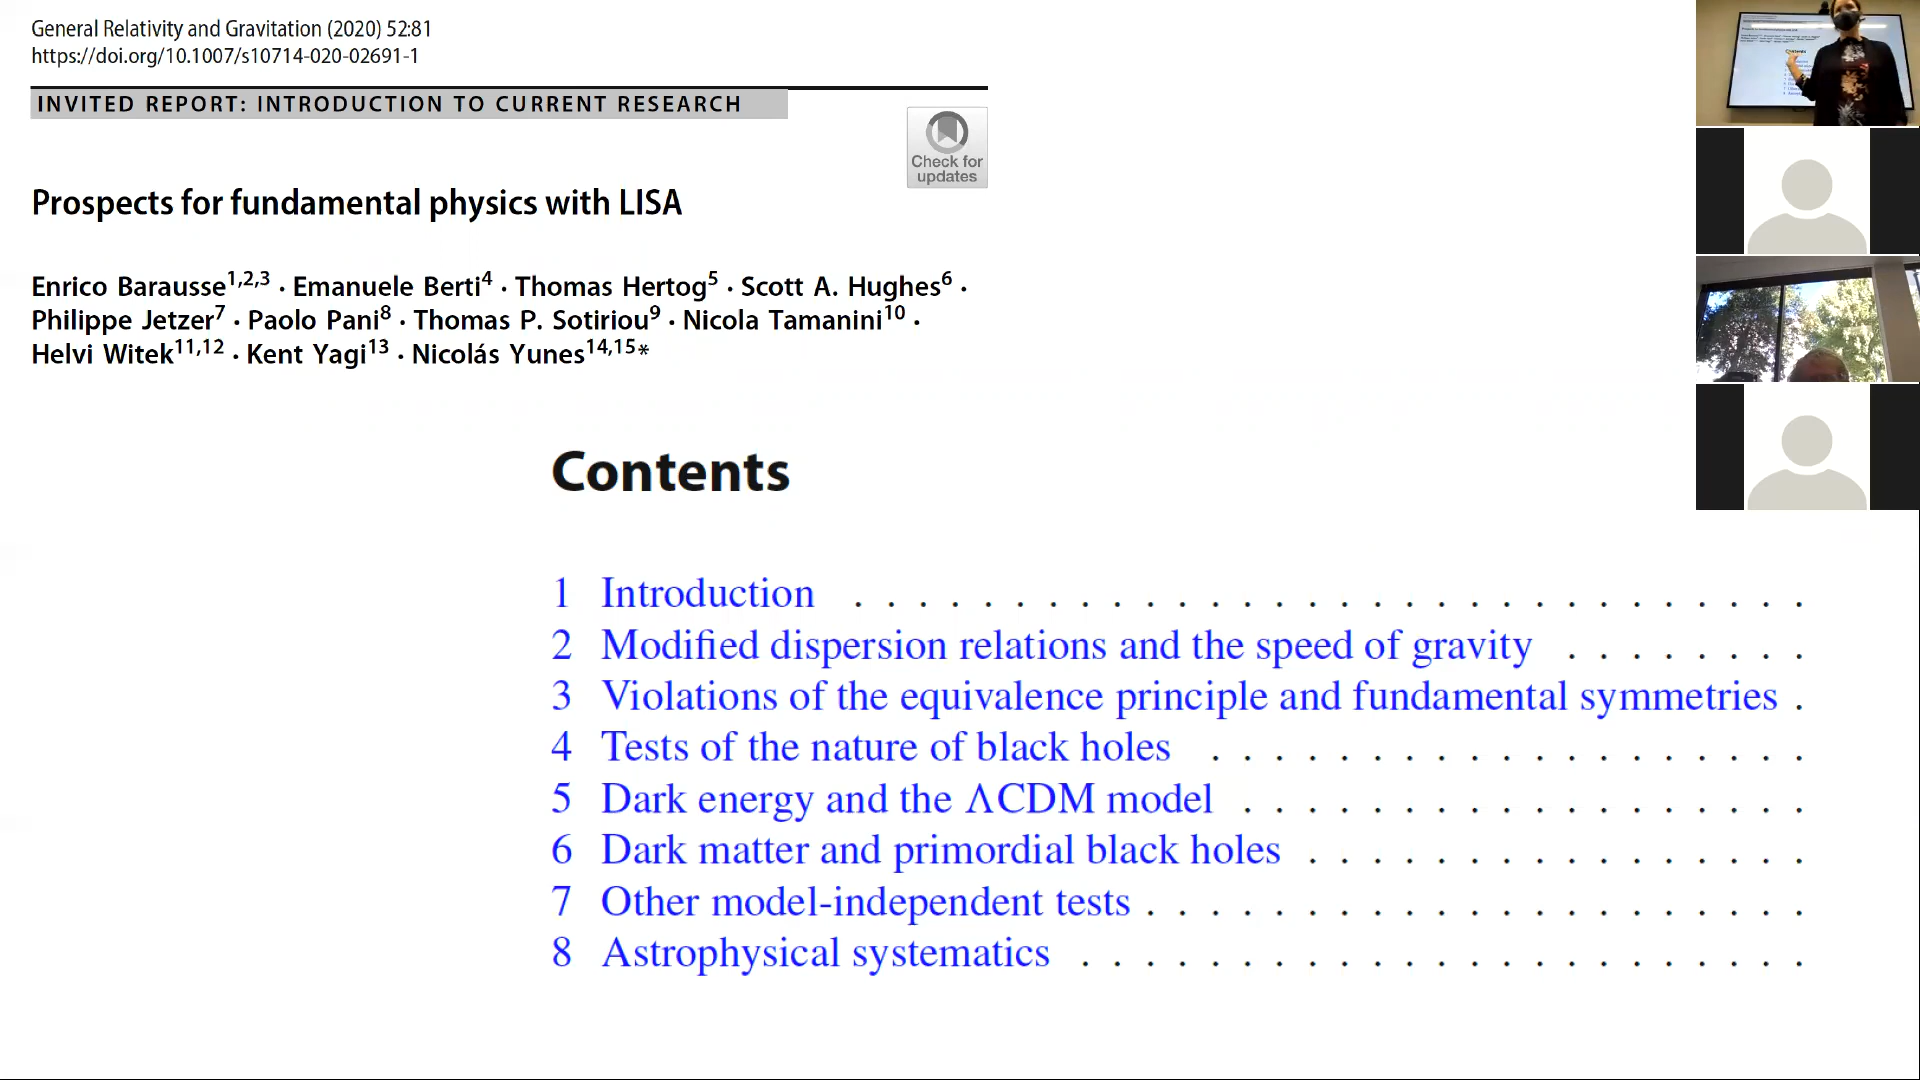 General Relativity and Gravitation (2020) 52:81
https://doi.org/10.1007/s10714-020-02691-1
INVITED REPORT: INTRODUCTION TO CURRENT RESEARCH
Check for
updates
Prospects for fundamental physics with LISA
Enrico Barausse1,2,3 · Emanuele Berti4 · Thomas Hertog5 · Scott A. Hughes6 ·
Philippe Jetzer7 · Paolo Pani8 · Thomas P. Sotiriou9 · Nicola Tamanini10 ·
Helvi Witek11,12 · Kent Yagi13 · Nicolás Yunes14,15*
Contents
1 Introduction . . . . . . . . . . . . . . . . . . . . . . . . . . . . . .
2 Modified dispersion relations and the speed of gravity . . . . . . . .
3 Violations of the equivalence principle and fundamental symmetries .
4 Tests of the nature of black holes . . . . . . . . . . . . . . . . . . .
5 Dark energy and the ΛCDM model . . . . . . . . . . . . . . . . . .
6 Dark matter and primordial black holes . . . . . . . . . . . . . . . .
7 Other model-independent tests . . . . . . . . . . . . . . . . . . . . .
8 Astrophysical systematics . . . . . . . . . . . . . . . . . . . . . . .